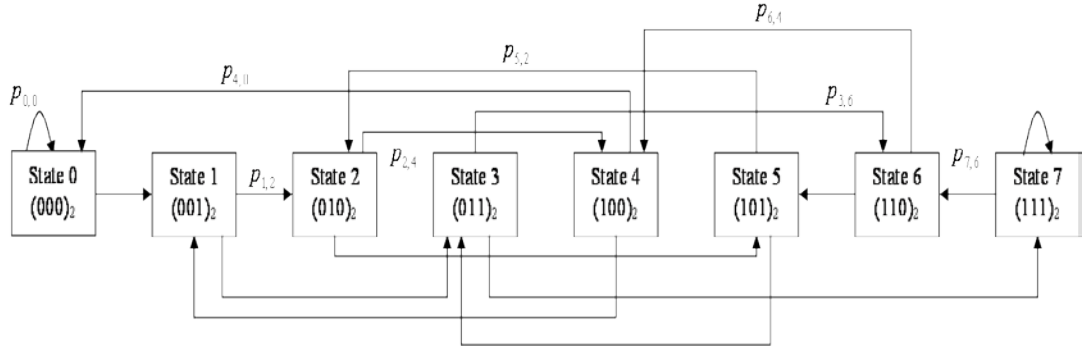 p6,4
p5,2
p4,0
p0,0
p3,6
p2,4
p7,6
p1,2
State 0
(000)2
State 1
(001)2
State 2
(010)2
State 3
(011)2
State 4
(100)2
State 5
(101)2
State 6
(110)2
State 7
(111)2